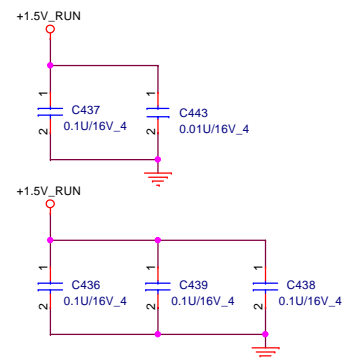 +1.5V_RUN
1
1
C437
C443
0.1U/16V_4
0.01U/16V_4
2
2
+1.5V_RUN
1
1
1
C436
C439
C438
0.1U/16V_4
0.1U/16V_4
0.1U/16V_4
2
2
2